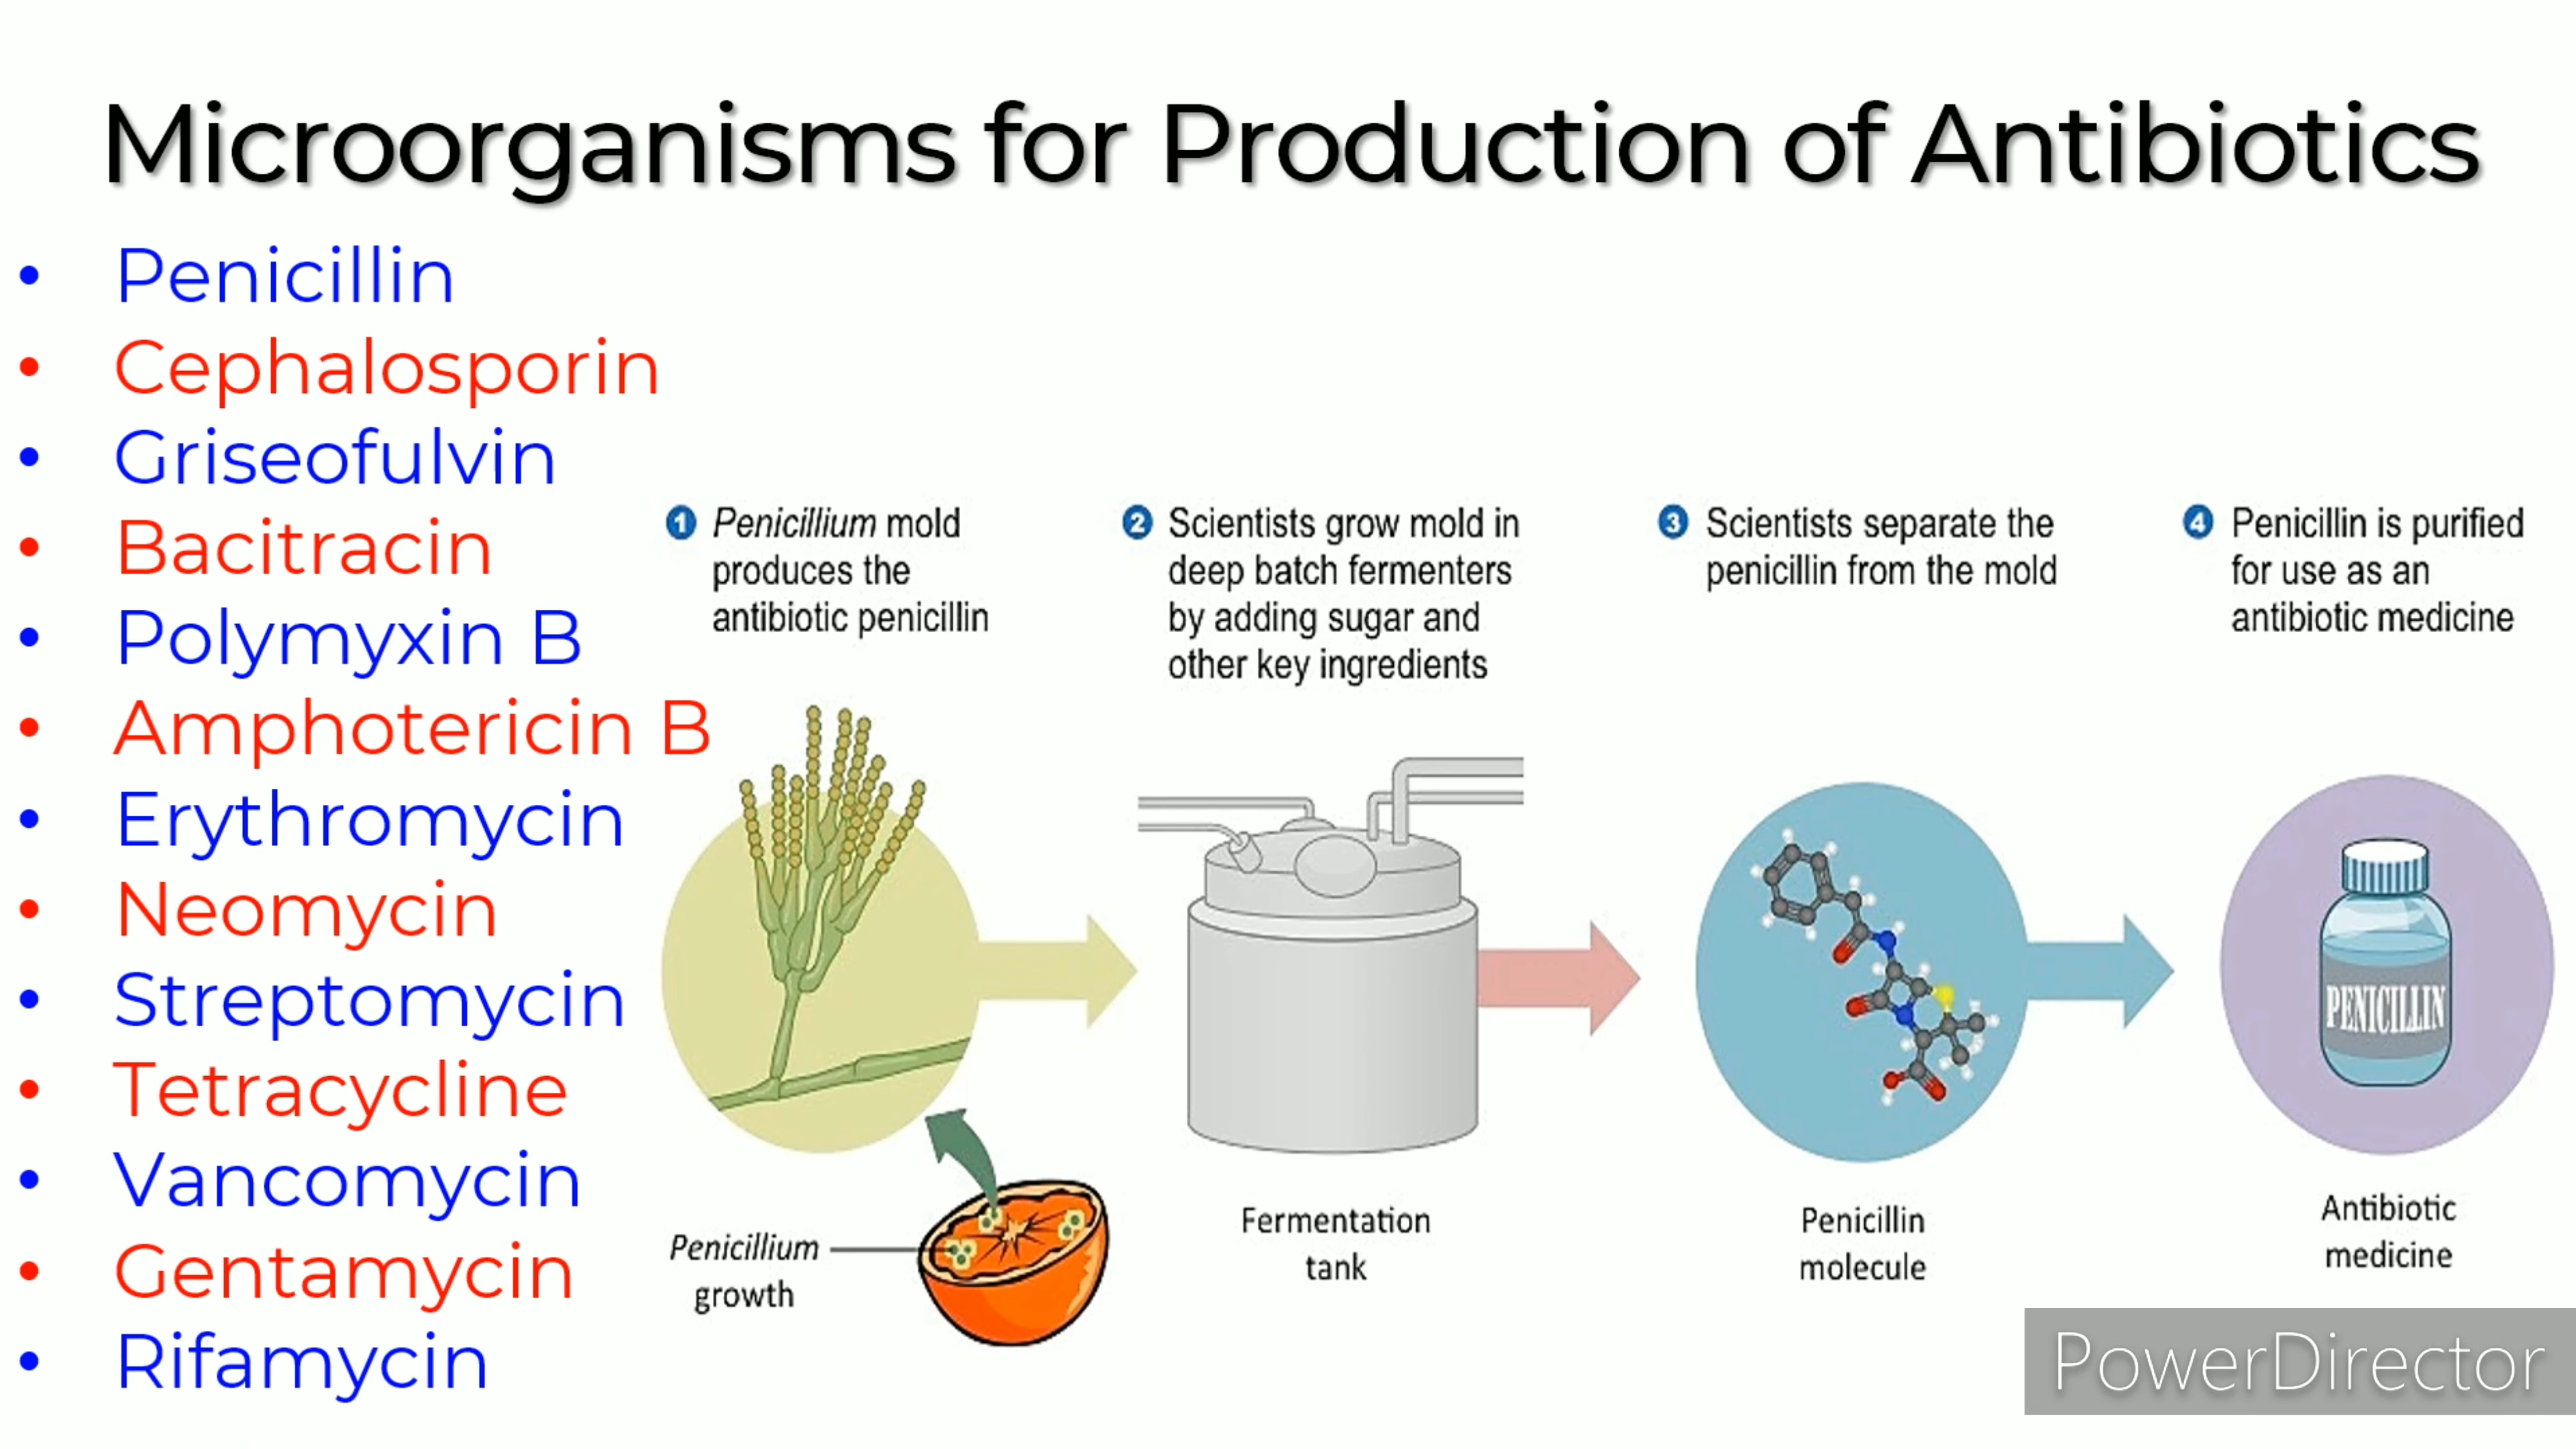 Microorganisms for Production of Antibiotics
• Penicillin
• Cephalosporin
• Griseofulvin
• Bacitracin
• Polymyxin B
• Amphotericin B
• Erythromycin
• Neomycin
• Streptomycin
• Tetracycline
• Vancomycin
• Gentamycin
• Rifamycin
1 Penicillium mold
produces the
antibiotic penicillin
2 Scientists grow mold in
deep batch fermenters
by adding sugar and
other key ingredients
3 Scientists separate the
penicillin from the mold
4 Penicillin is purified
for use as an
antibiotic medicine
PENICILLIN
Penicillium
growth
Fermentation
tank
Penicillin
molecule
Antibiotic
medicine
PowerDirector